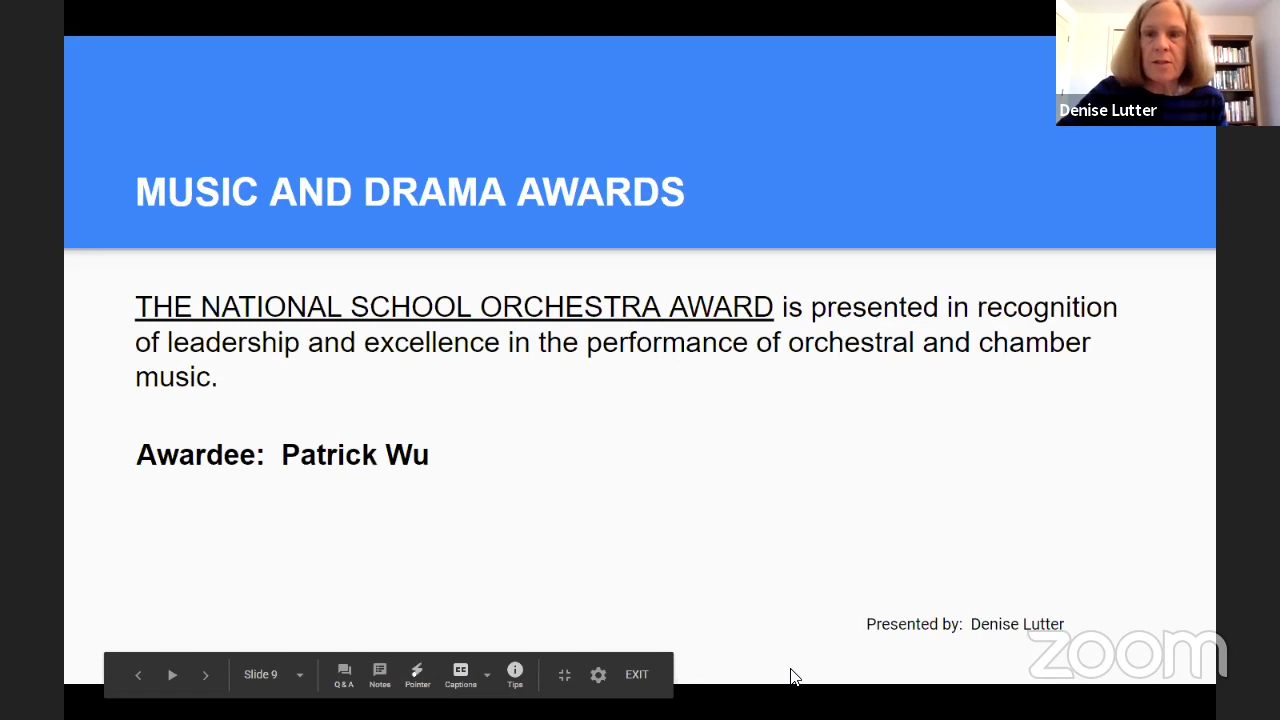 Denise Lutter
MUSIC AND DRAMA AWARDS
THE NATIONAL SCHOOL ORCHESTRA AWARD is presented in recognition
of leadership and excellence in the performance of orchestral and chamber
music.
Awardee: Patrick Wu
Presented by: Denise Lutter
zoom
Slide 9
Q & A
Notes
Pointer
CC
Captions
Tips
EXIT